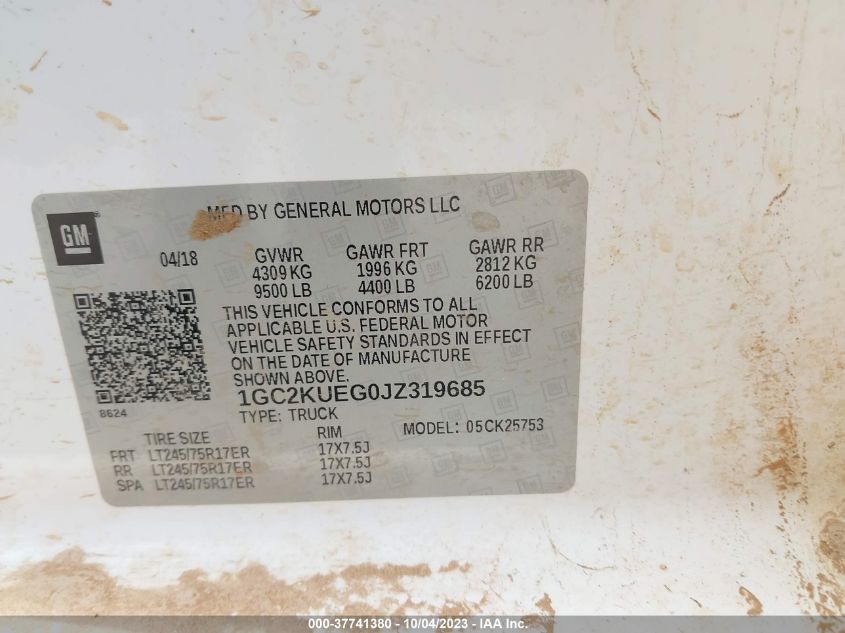 MFD BY GENERAL MOTORS LLC
GM
04/18 GVWR GAWR FRT GAWR RR
4309 KG 1996 KG 2812 KG
9500 LB 4400 LB 6200 LB
THIS VEHICLE CONFORMS TO ALL
APPLICABLE U.S. FEDERAL MOTOR
VEHICLE SAFETY STANDARDS IN EFFECT
ON THE DATE OF MANUFACTURE
SHOWN ABOVE.
8624
1GC2KUEG0JZ319685
TYPE: TRUCK MODEL: 05CK25753
TIRE SIZE RIM
FRT LT245/75R17ER 17X7.5J
RR LT245/75R17ER 17X7.5J
SPA LT245/75R17ER 17X7.5J
000-37741380 - 10/04/2023 - IAAI.com